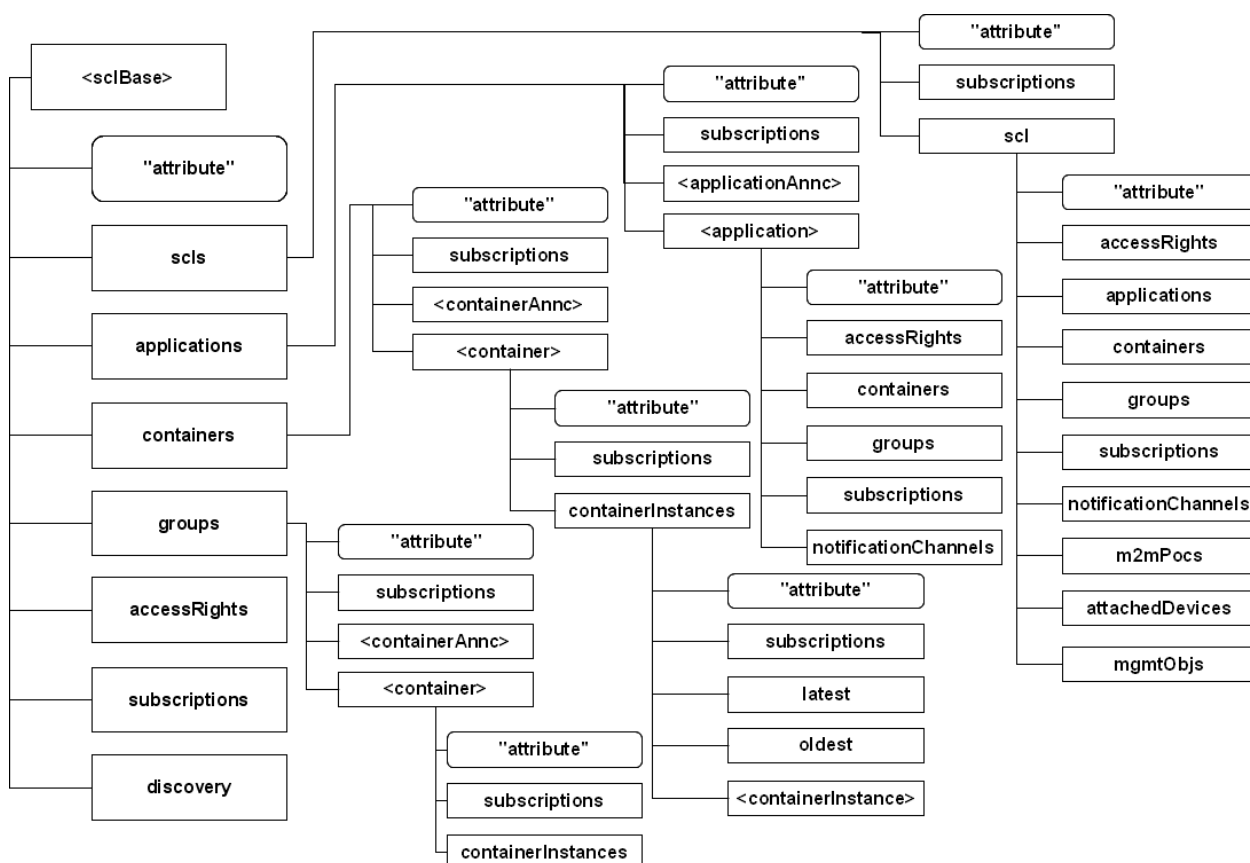 <sclBase>
"attribute"
scls
applications
containers
groups
accessRights
subscriptions
discovery
"attribute"
subscriptions
scl
"attribute"
accessRights
applications
containers
groups
subscriptions
notificationChannels
m2mPocs
attachedDevices
mgmtObjs
"attribute"
subscriptions
<applicationAnnc>
<application>
"attribute"
accessRights
containers
groups
subscriptions
notificationChannels
"attribute"
subscriptions
<containerAnnc>
<container>
"attribute"
subscriptions
containerInstances
"attribute"
subscriptions
latest
oldest
<containerInstance>
"attribute"
subscriptions
<containerAnnc>
<container>
"attribute"
subscriptions
containerInstances